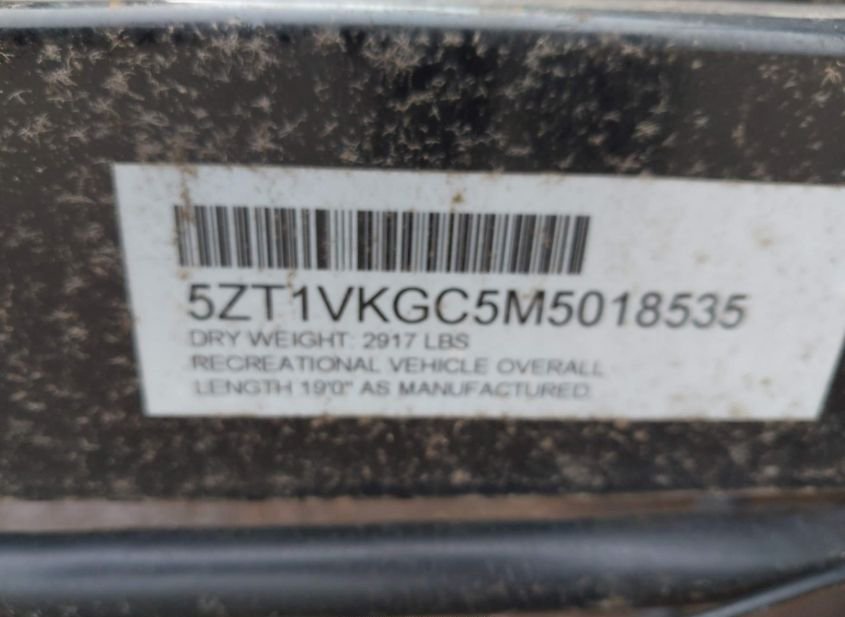 5ZT1VKGC5M5018535
DRY WEIGHT: 2917 LBS
RECREATIONAL VEHICLE OVERALL
LENGTH 19'0" AS MANUFACTURED.